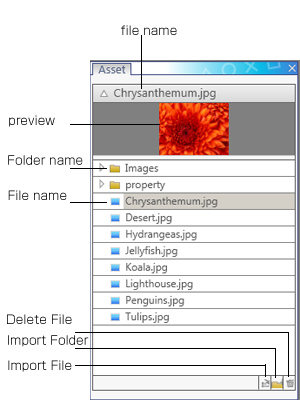 file name
Asset
Chrysanthemum.jpg
preview
Folder name
Images
property
File name
Chrysanthemum.jpg
Desert.jpg
Hydrangeas.jpg
Jellyfish.jpg
Koala.jpg
Lighthouse.jpg
Penguins.jpg
Tulips.jpg
Delete File
Import Folder
Import File